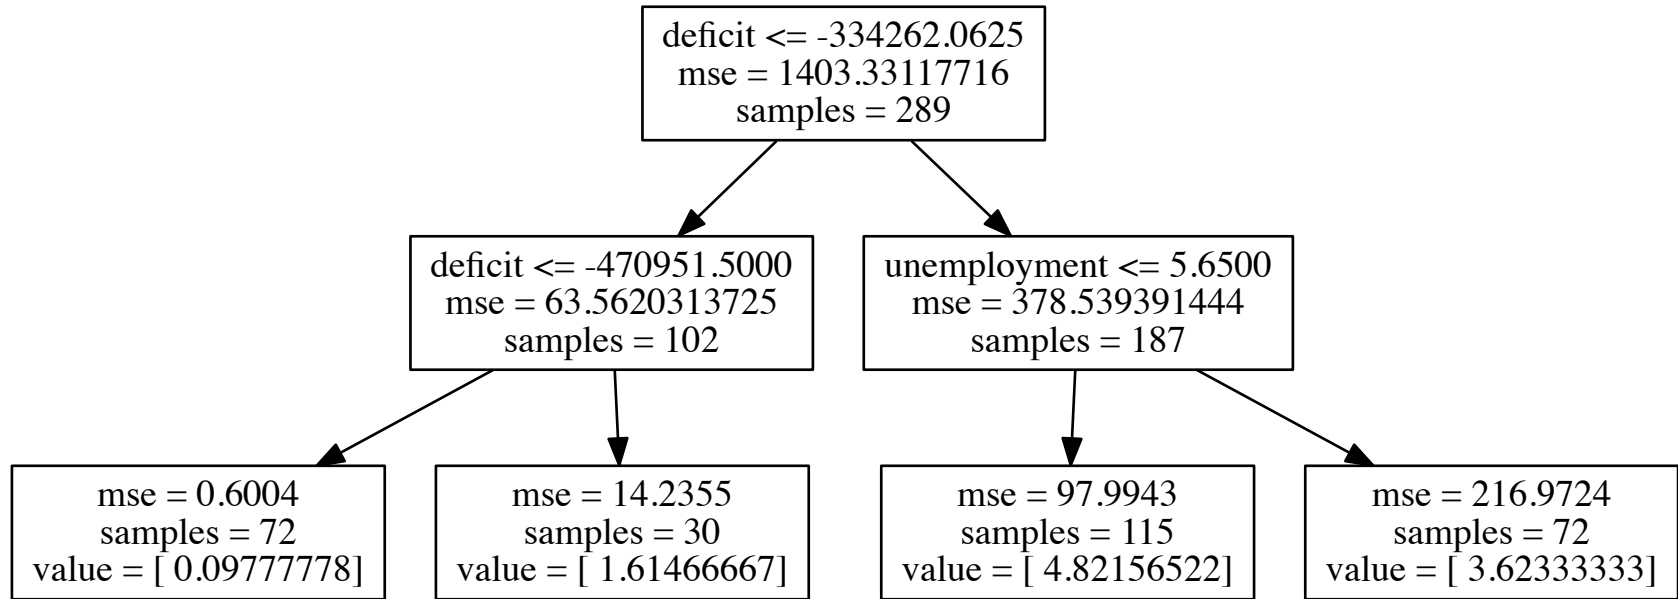 deficit <= -334262.0625
mse = 1403.33117716
samples = 289
deficit <= -470951.5000
mse = 63.5620313725
samples = 102
unemployment <= 5.6500
mse = 378.539391444
samples = 187
mse = 0.6004
samples = 72
value = [ 0.09777778]
mse = 14.2355
samples = 30
value = [ 1.61466667]
mse = 97.9943
samples = 115
value = [ 4.82156522]
mse = 216.9724
samples = 72
value = [ 3.62333333]